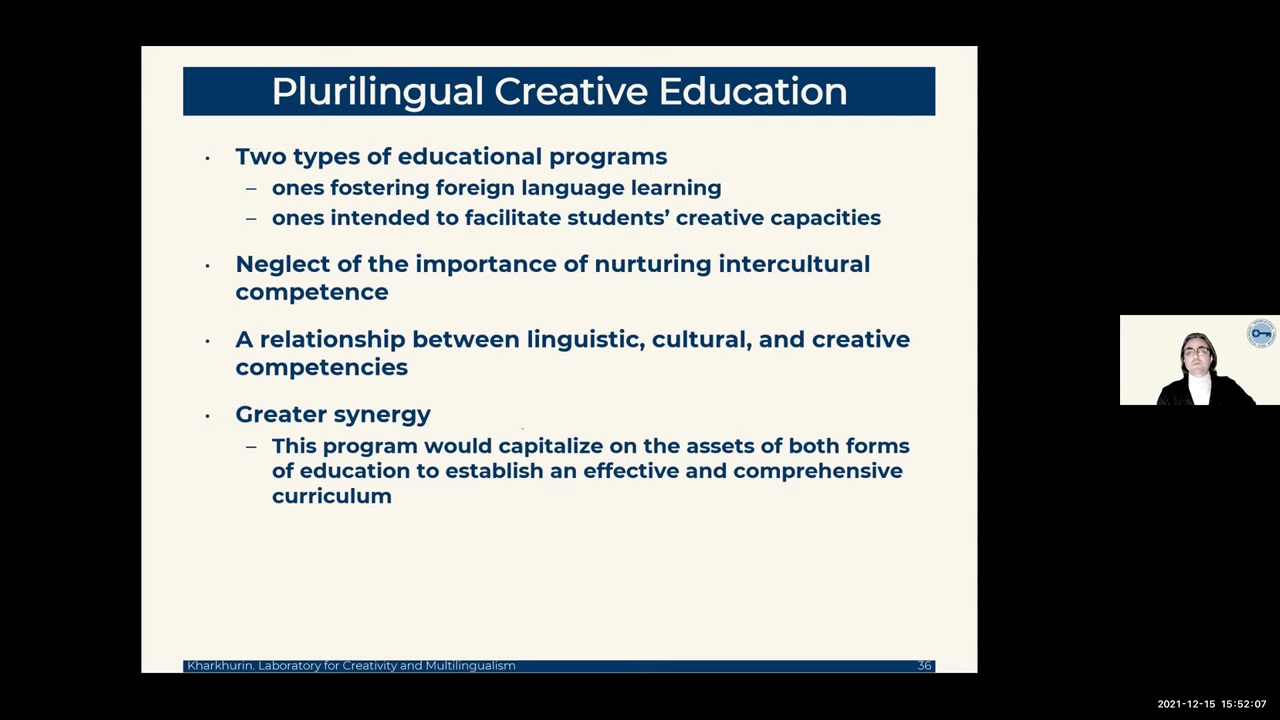 Plurilingual Creative Education
· Two types of educational programs
– ones fostering foreign language learning
– ones intended to facilitate students’ creative capacities
· Neglect of the importance of nurturing intercultural
competence
· A relationship between linguistic, cultural, and creative
competencies
· Greater synergy
– This program would capitalize on the assets of both forms
of education to establish an effective and comprehensive
curriculum
Kharkhurin. Laboratory for Creativity and Multilingualism 36
2021-12-15 15:52:07